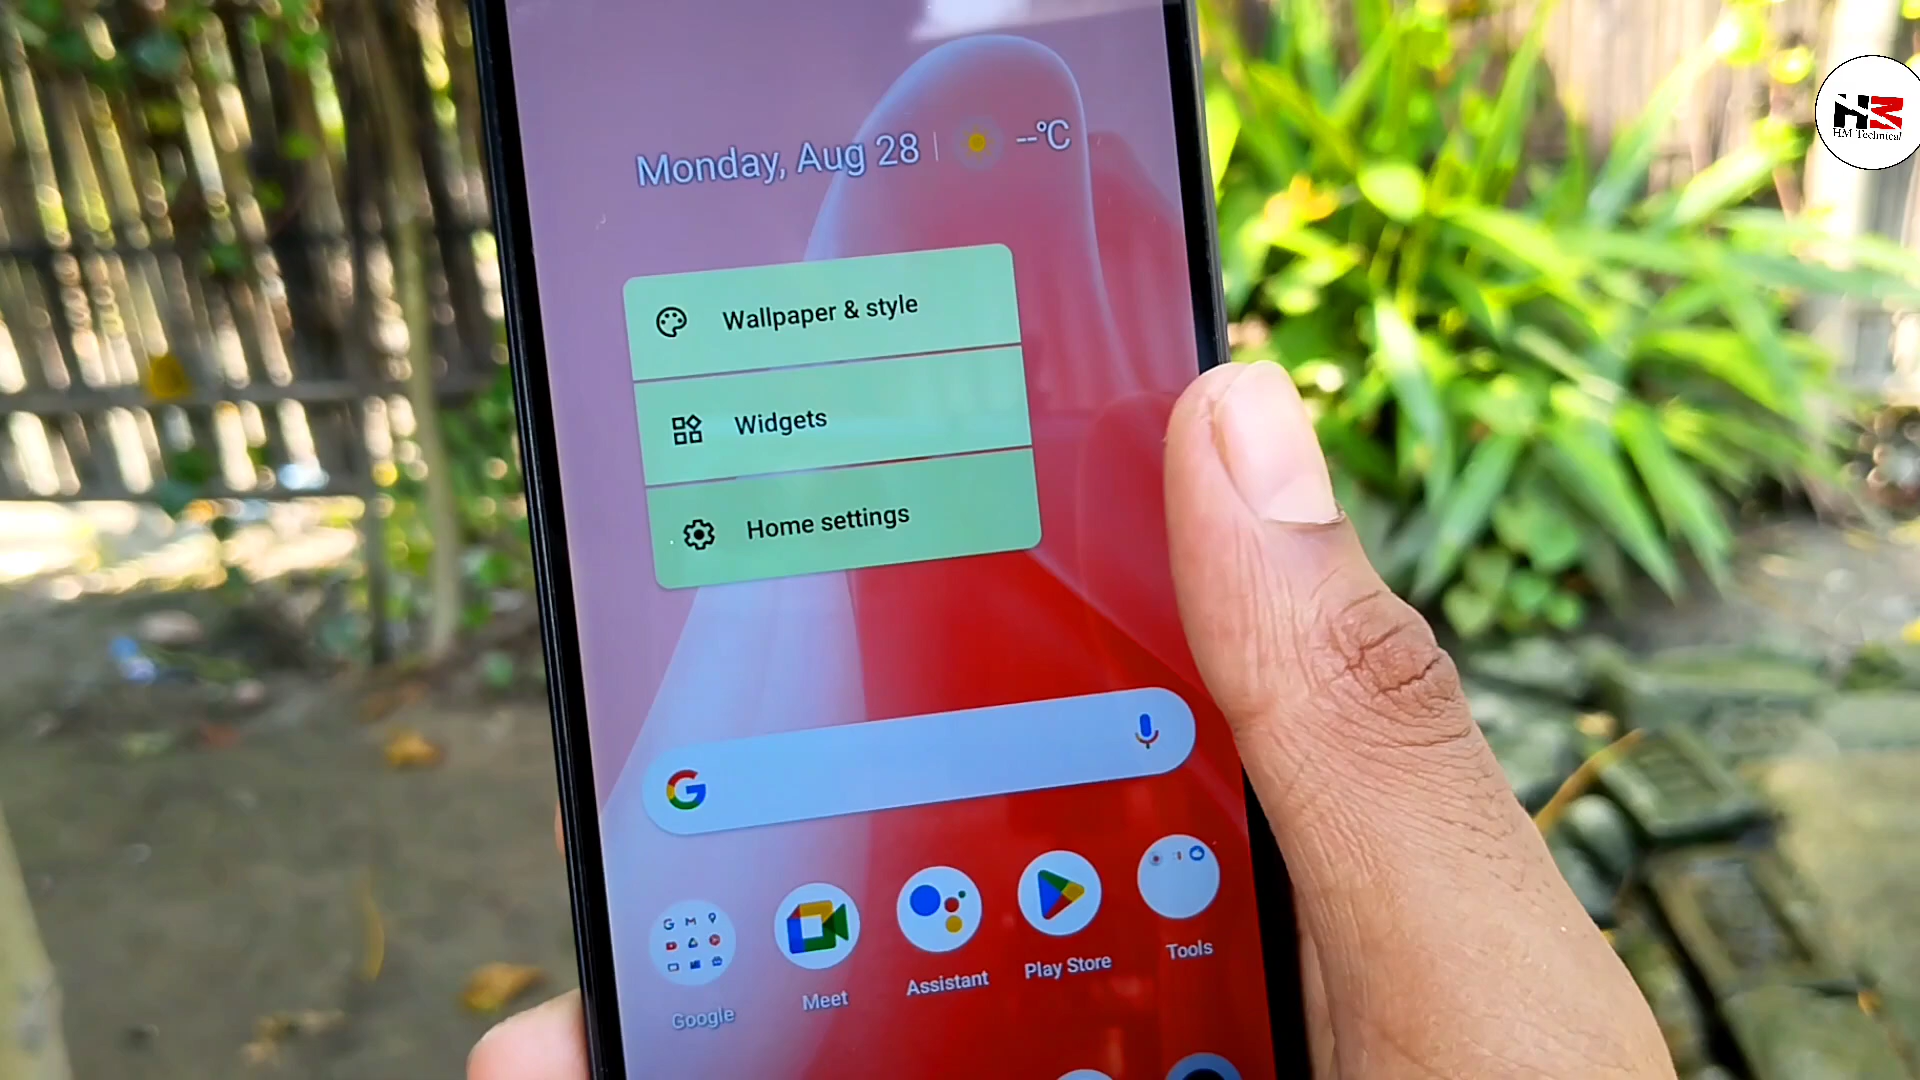 Monday, Aug 28 | --°C
HM Technical
Wallpaper & style
Widgets
Home settings
Google
Meet
Assistant
Play Store
Tools